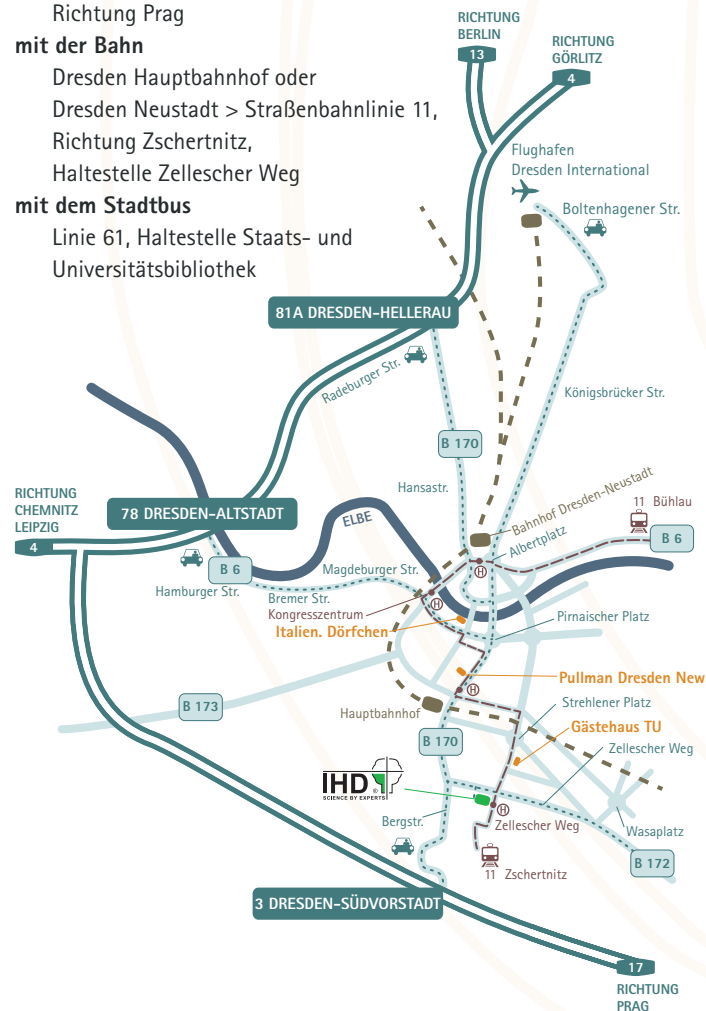 Richtung Prag
mit der Bahn
Dresden Hauptbahnhof oder
Dresden Neustadt > Straßenbahnlinie 11,
Richtung Zschertnitz,
Haltestelle Zellescher Weg
mit dem Stadtbus
Linie 61, Haltestelle Staats- und
Universitätsbibliothek
RICHTUNG
BERLIN
13
RICHTUNG
GÖRLITZ
4
Flughafen
Dresden International
Boltenhagener Str.
81A DRESDEN-HELLERAU
Radeburger Str.
Königsbrücker Str.
B 170
Hansastr.
Bahnhof Dresden-Neustadt
11 Bühlau
RICHTUNG
CHEMNITZ
LEIPZIG
4
78 DRESDEN-ALTSTADT
ELBE
Albertplatz
B 6
H
B 6
Magdeburger Str.
Hamburger Str.
Bremer Str.
H
Kongresszentrum
Pirnaischer Platz
Italien. Dörfchen
Pullman Dresden New
H
Strehlener Platz
B 173
Hauptbahnhof
Gästehaus TU
B 170
Zellescher Weg
IHD®
SCIENCE BY EXPERTS
H
Bergstr.
Zellescher Weg
Wasaplatz
B 172
11 Zschertnitz
3 DRESDEN-SÜDVORSTADT
17
RICHTUNG
PRAG